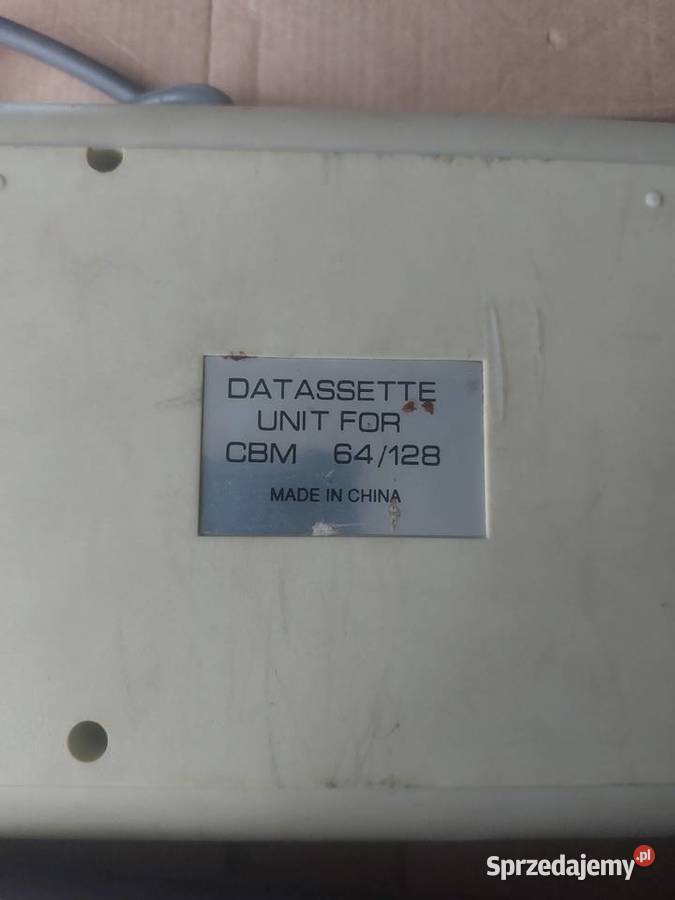 DATASSETTE
UNIT FOR
CBM 64/128
MADE IN CHINA
Sprzedajemy.pl